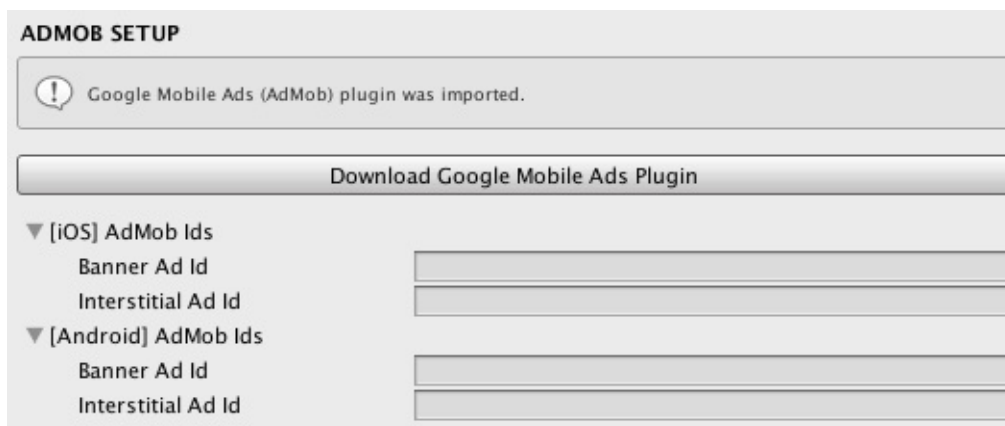 ADMOB SETUP
Google Mobile Ads (AdMob) plugin was imported.
Download Google Mobile Ads Plugin
[iOS] AdMob Ids
Banner Ad Id
Interstitial Ad Id
[Android] AdMob Ids
Banner Ad Id
Interstitial Ad Id